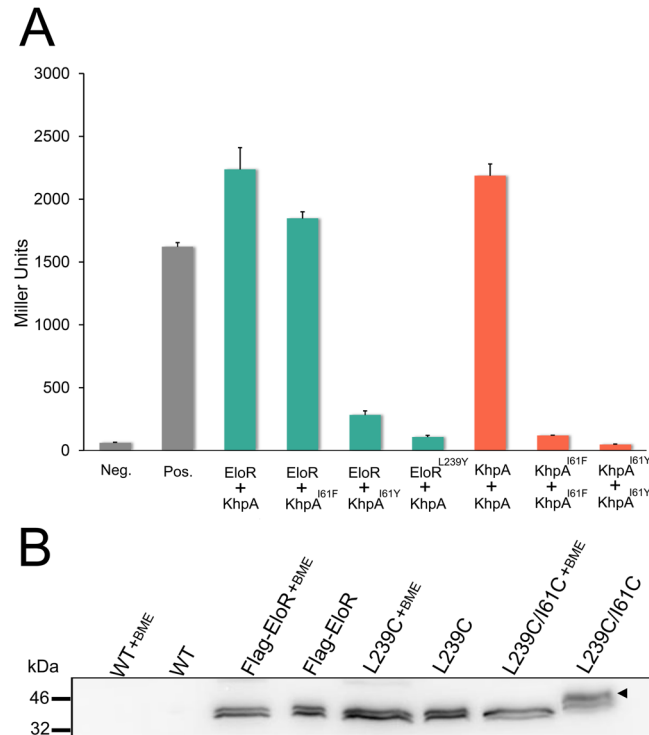 A
3000
2500
2000
1500
1000
500
0
Miller Units
Neg.
Pos.
EloR
+
KhpA
EloR
+
KhpA I61F
EloR
+
KhpA I61Y
EloR L239Y
+
KhpA
KhpA
+
KhpA
KhpA I61F
+
KhpA I61F
KhpA I61Y
+
KhpA I61Y
B
WT+BME
WT
Flag-EloR+BME
Flag-EloR
L239C+BME
L239C
L239C/I61C+BME
L239C/I61C
kDa
46
32